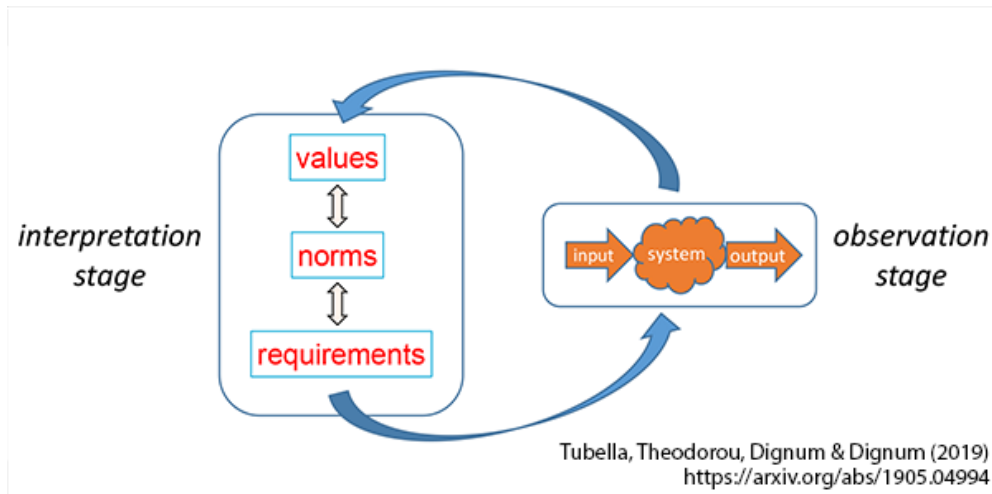 interpretation
stage
values
norms
requirements
input
system
output
observation
stage
Tubella, Theodorou, Dignum & Dignum (2019)
https://arxiv.org/abs/1905.04994